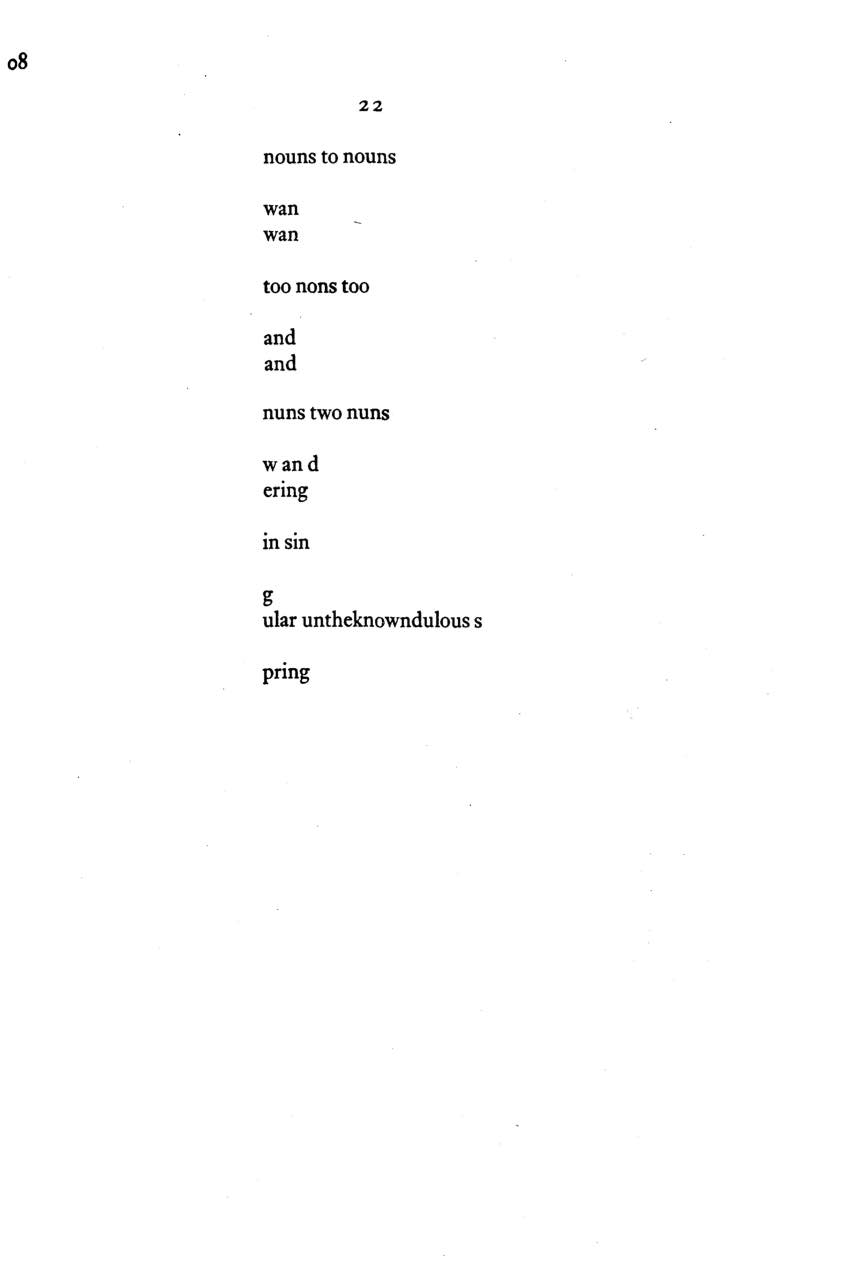 o8
22
nouns to nouns
wan
wan
too nons too
and
and
nuns two nuns
w an d
ering
in sin
g
ular untheknowndulous s
pring